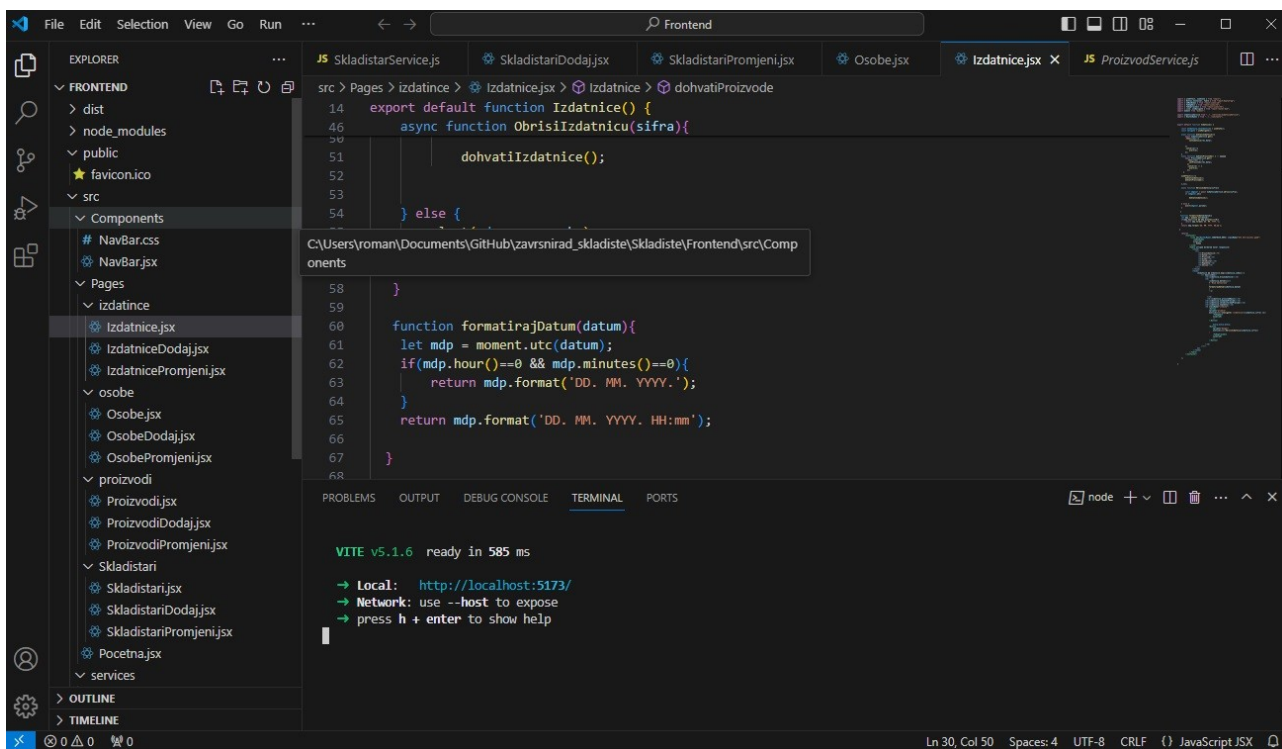 File Edit Selection View Go Run ··· ← → Frontend
EXPLORER ···
FRONTEND
> dist
> node_modules
public
favicon.ico
src
Components
# NavBar.css
NavBar.jsx
Pages
izdatince
Izdatnice.jsx
IzdatniceDodaj.jsx
IzdatnicePromjeni.jsx
osobe
Osobe.jsx
OsobeDodaj.jsx
OsobePromjeni.jsx
proizvodi
Proizvodi.jsx
ProizvodiDodaj.jsx
ProizvodiPromjeni.jsx
Skladistari
Skladistari.jsx
SkladistariDodaj.jsx
SkladistariPromjeni.jsx
Pocetna.jsx
services
> OUTLINE
> TIMELINE
JS SkladistarService.js SkladistariDodaj.jsx SkladistariPromjeni.jsx Osobe.jsx Izdatnice.jsx JS ProizvodService.js
src > Pages > izdatince > Izdatnice.jsx > Izdatnice > dohvatiProizvode
14 export default function Izdatnice() {
46 async function ObrisiIzdatnicu(sifra){
50
51 dohvatiIzdatnice();
52
53
54 } else {
C:\Users\roman\Documents\GitHub\zavrsnirad_skladiste\Skladiste\Frontend\src\Comp
onents
58 }
59
60 function formatirajDatum(datum){
61 let mdp = moment.utc(datum);
62 if(mdp.hour()==0 && mdp.minutes()==0){
63 return mdp.format('DD. MM. YYYY.');
64 }
65 return mdp.format('DD. MM. YYYY. HH:mm');
66
67 }
68
PROBLEMS OUTPUT DEBUG CONSOLE TERMINAL PORTS node
VITE v5.1.6 ready in 585 ms
→ Local: http://localhost:5173/
→ Network: use --host to expose
→ press h + enter to show help
0 0 0 Ln 30, Col 50 Spaces: 4 UTF-8 CRLF {} JavaScript JSX